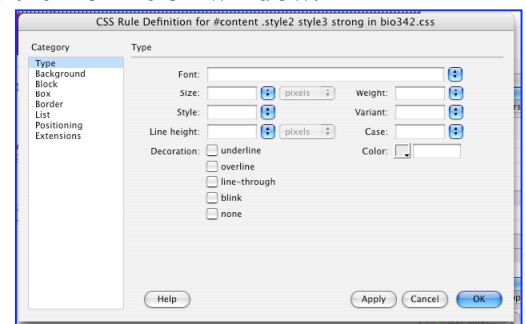 CSS Rule Definition for #content .style2 style3 strong in bio342.css
Category
Type
Background
Block
Box
Border
List
Positioning
Extensions
Type
Font:
Size: pixels Weight:
Style: Variant:
Line height: pixels Case:
Decoration: underline Color:
overline
line-through
blink
none
Help Apply Cancel OK